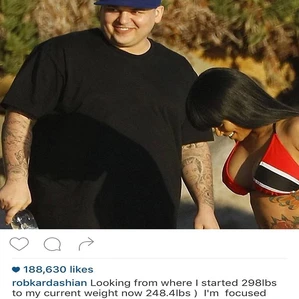 188,630 likes
robkardashian Looking from where I started 298lbs
to my current weight now 248.4lbs ) I'm focused